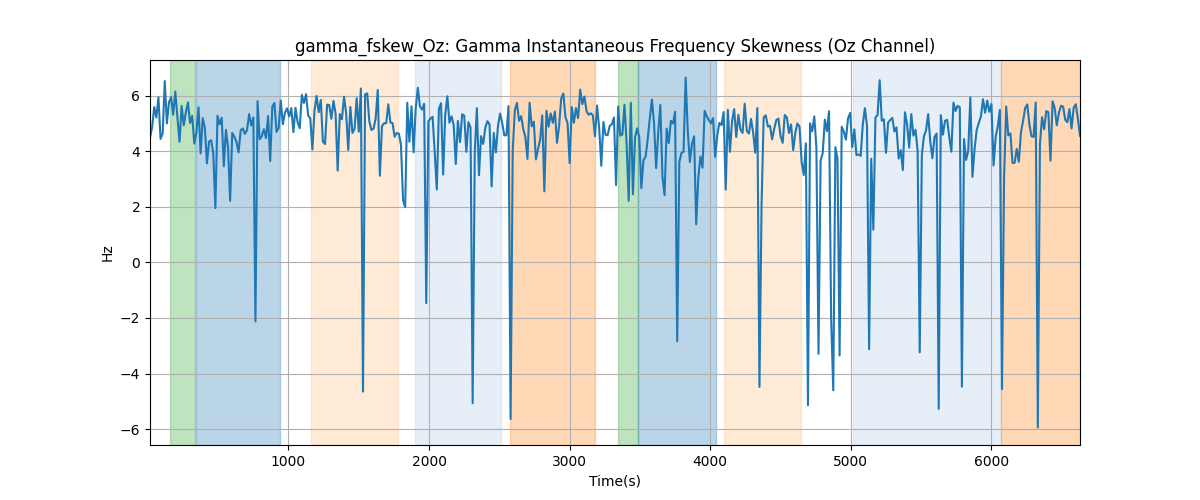 gamma_fskew_Oz: Gamma Instantaneous Frequency Skewness (Oz Channel)
6
4
2
0
−2
−4
−6
Hz
1000 2000 3000 4000 5000 6000
Time(s)